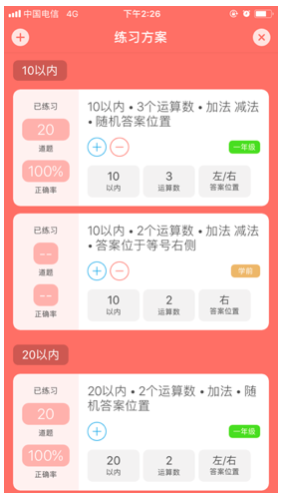 中国电信 4G 下午2:26
练习方案
10以内
已练习
20
道题
100%
正确率
10以内 • 3个运算数 • 加法 减法
• 随机答案位置
一年级
10 3 左/右
以内 运算数 答案位置
已练习
--
道题
--
正确率
10以内 • 2个运算数 • 加法 减法
• 答案位于等号右侧
学前
10 2 右
以内 运算数 答案位置
20以内
已练习
20
道题
100%
正确率
20以内 • 2个运算数 • 加法 • 随
机答案位置
一年级
20 2 左/右
以内 运算数 答案位置